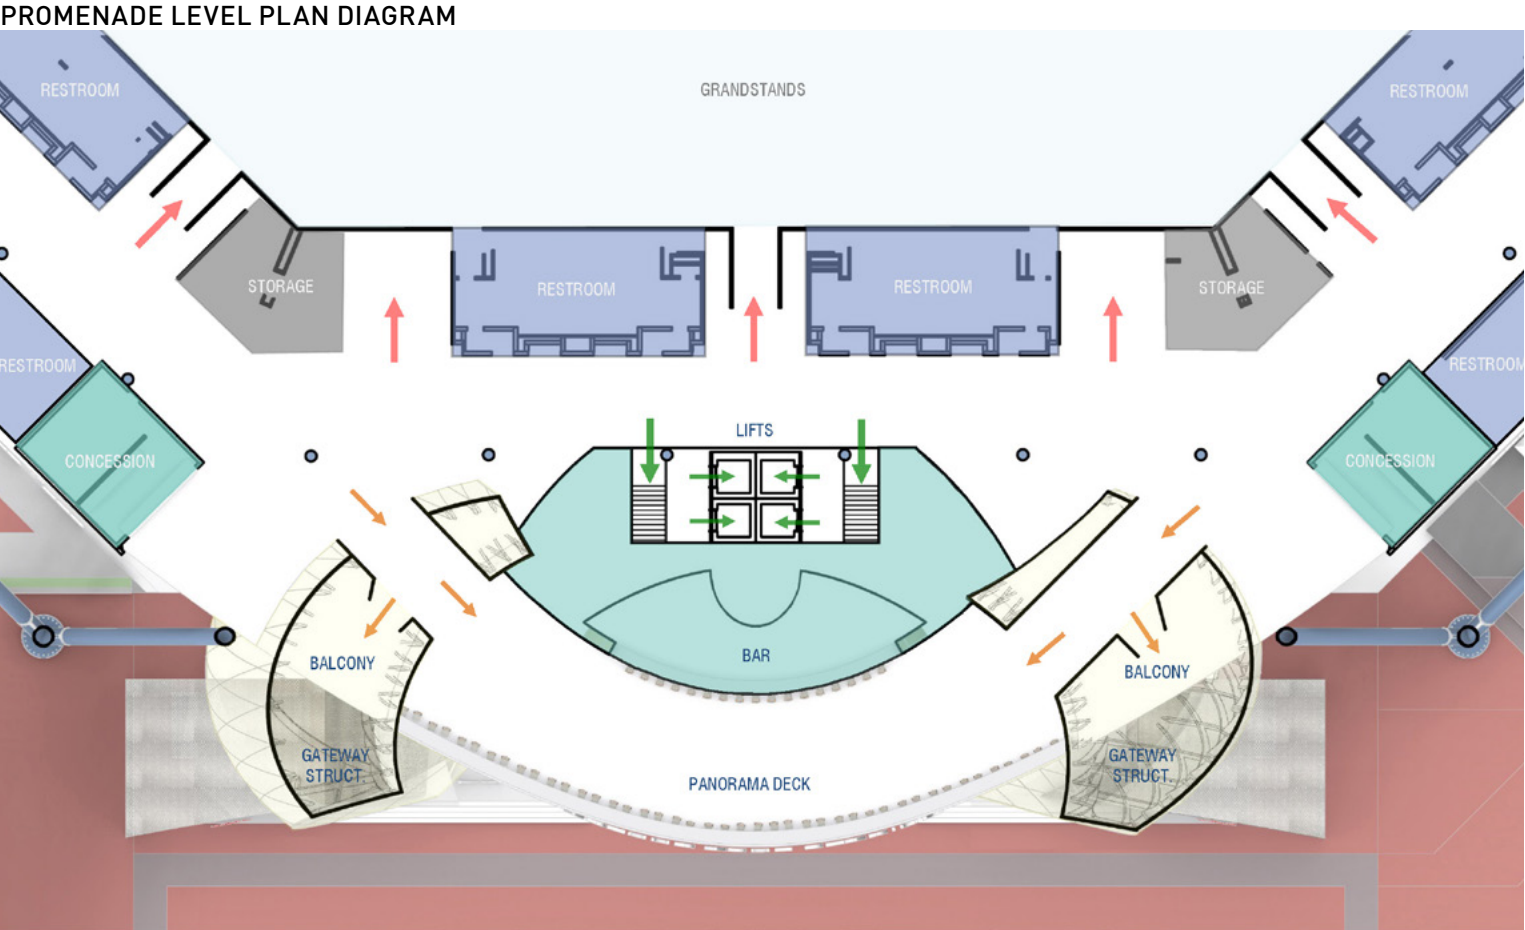 PROMENADE LEVEL PLAN DIAGRAM
RESTROOM
GRANDSTANDS
RESTROOM
STORAGE
RESTROOM
RESTROOM
STORAGE
RESTROOM
RESTROOM
LIFTS
CONCESSION
CONCESSION
BAR
BALCONY
BALCONY
GATEWAY
STRUCT.
GATEWAY
STRUCT.
PANORAMA DECK